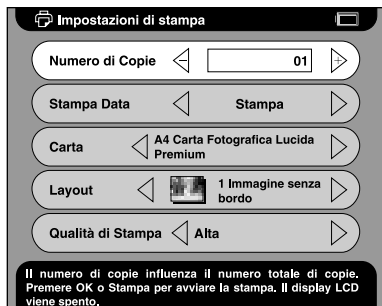 Impostazioni di stampa
Numero di Copie - 01 +
Stampa Data Stampa
Carta A4 Carta Fotografica Lucida
Premium
Layout 1 Immagine senza
bordo
Qualità di Stampa Alta
Il numero di copie influenza il numero totale di copie.
Premere OK o Stampa per avviare la stampa. Il display LCD
viene spento.